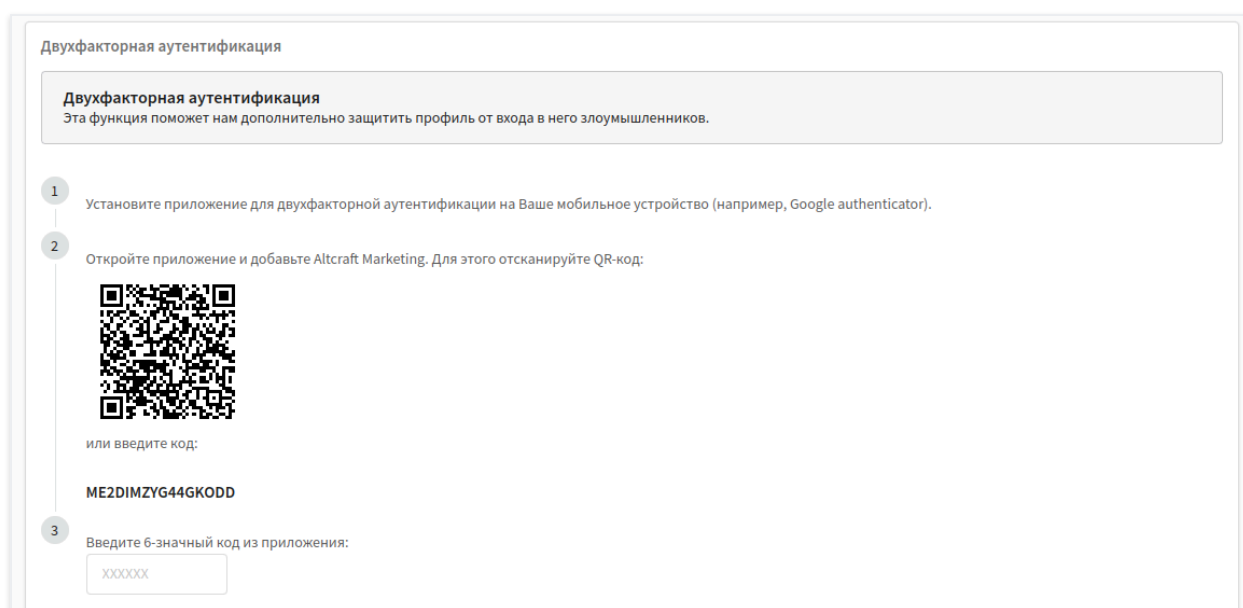 Двухфакторная аутентификация
Двухфакторная аутентификация
Эта функция поможет нам дополнительно защитить профиль от входа в него злоумышленников.
1
Установите приложение для двухфакторной аутентификации на Ваше мобильное устройство (например, Google authenticator).
2
Откройте приложение и добавьте Altcraft Marketing. Для этого отсканируйте QR-код:
или введите код:
ME2DIMZYG44GKODD
3
Введите 6-значный код из приложения:
XXXXXX